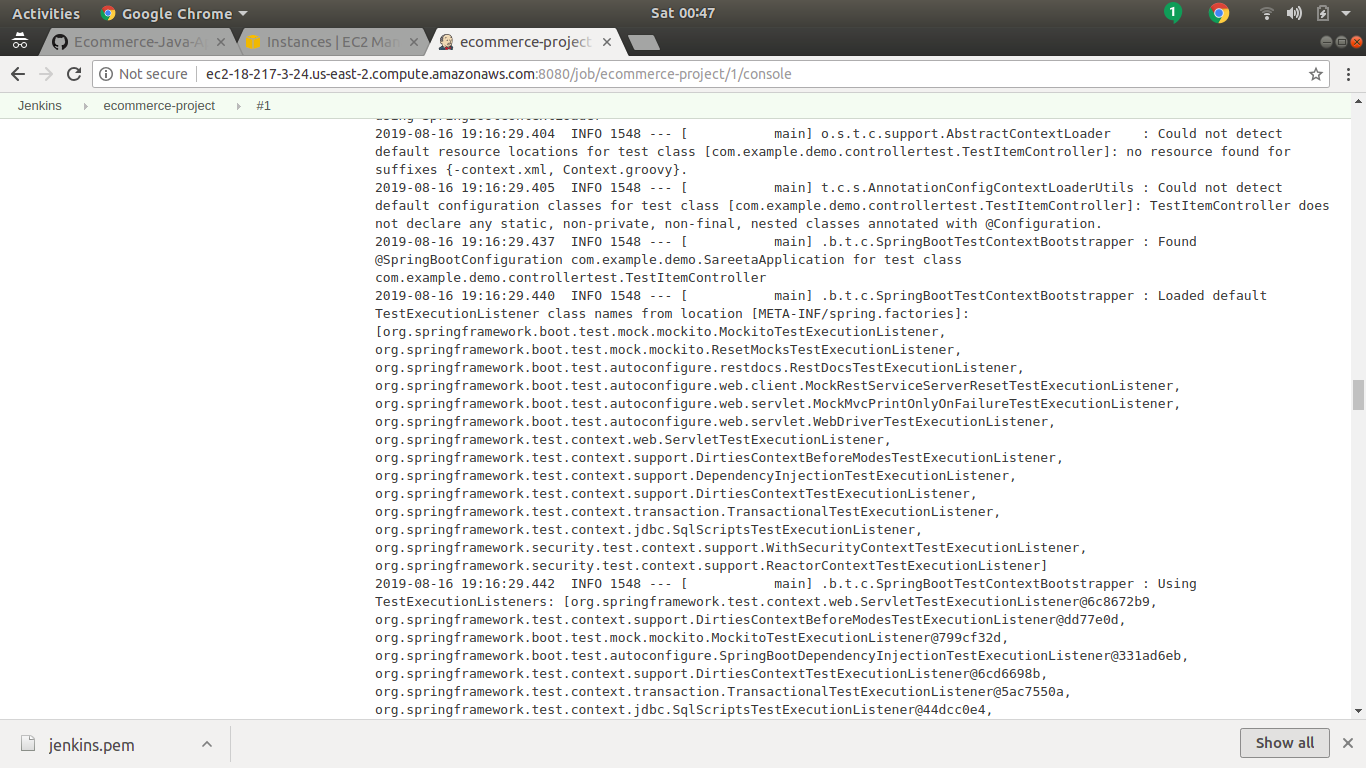 Activities Google Chrome Sat 00:47 1
Ecommerce-Java-A Instances | EC2 Man ecommerce-project
Not secure ec2-18-217-3-24.us-east-2.compute.amazonaws.com:8080/job/ecommerce-project/1/console
Jenkins ecommerce-project #1
2019-08-16 19:16:29.404  INFO 1548 --- [           main] o.s.t.c.support.AbstractContextLoader    : Could not detect
default resource locations for test class [com.example.demo.controllertest.TestItemController]: no resource found for
suffixes {-context.xml, Context.groovy}.
2019-08-16 19:16:29.405  INFO 1548 --- [           main] t.c.s.AnnotationConfigContextLoaderUtils : Could not detect
default configuration classes for test class [com.example.demo.controllertest.TestItemController]: TestItemController does
not declare any static, non-private, non-final, nested classes annotated with @Configuration.
2019-08-16 19:16:29.437  INFO 1548 --- [           main] .b.t.c.SpringBootTestContextBootstrapper : Found
@SpringBootConfiguration com.example.demo.SareetaApplication for test class
com.example.demo.controllertest.TestItemController
2019-08-16 19:16:29.440  INFO 1548 --- [           main] .b.t.c.SpringBootTestContextBootstrapper : Loaded default
TestExecutionListener class names from location [META-INF/spring.factories]:
[org.springframework.boot.test.mock.mockito.MockitoTestExecutionListener,
org.springframework.boot.test.mock.mockito.ResetMocksTestExecutionListener,
org.springframework.boot.test.autoconfigure.restdocs.RestDocsTestExecutionListener,
org.springframework.boot.test.autoconfigure.web.client.MockRestServiceServerResetTestExecutionListener,
org.springframework.boot.test.autoconfigure.web.servlet.MockMvcPrintOnlyOnFailureTestExecutionListener,
org.springframework.boot.test.autoconfigure.web.servlet.WebDriverTestExecutionListener,
org.springframework.test.context.web.ServletTestExecutionListener,
org.springframework.test.context.support.DirtiesContextBeforeModesTestExecutionListener,
org.springframework.test.context.support.DependencyInjectionTestExecutionListener,
org.springframework.test.context.support.DirtiesContextTestExecutionListener,
org.springframework.test.context.transaction.TransactionalTestExecutionListener,
org.springframework.test.context.jdbc.SqlScriptsTestExecutionListener,
org.springframework.security.test.context.support.WithSecurityContextTestExecutionListener,
org.springframework.security.test.context.support.ReactorContextTestExecutionListener]
2019-08-16 19:16:29.442  INFO 1548 --- [           main] .b.t.c.SpringBootTestContextBootstrapper : Using
TestExecutionListeners: [org.springframework.test.context.web.ServletTestExecutionListener@6c8672b9,
org.springframework.test.context.support.DirtiesContextBeforeModesTestExecutionListener@dd77e0d,
org.springframework.boot.test.mock.mockito.MockitoTestExecutionListener@799cf32d,
org.springframework.boot.test.autoconfigure.SpringBootDependencyInjectionTestExecutionListener@331ad6eb,
org.springframework.test.context.support.DirtiesContextTestExecutionListener@6cd6698b,
org.springframework.test.context.transaction.TransactionalTestExecutionListener@5ac7550a,
org.springframework.test.context.jdbc.SqlScriptsTestExecutionListener@44dcc0e4,
jenkins.pem Show all